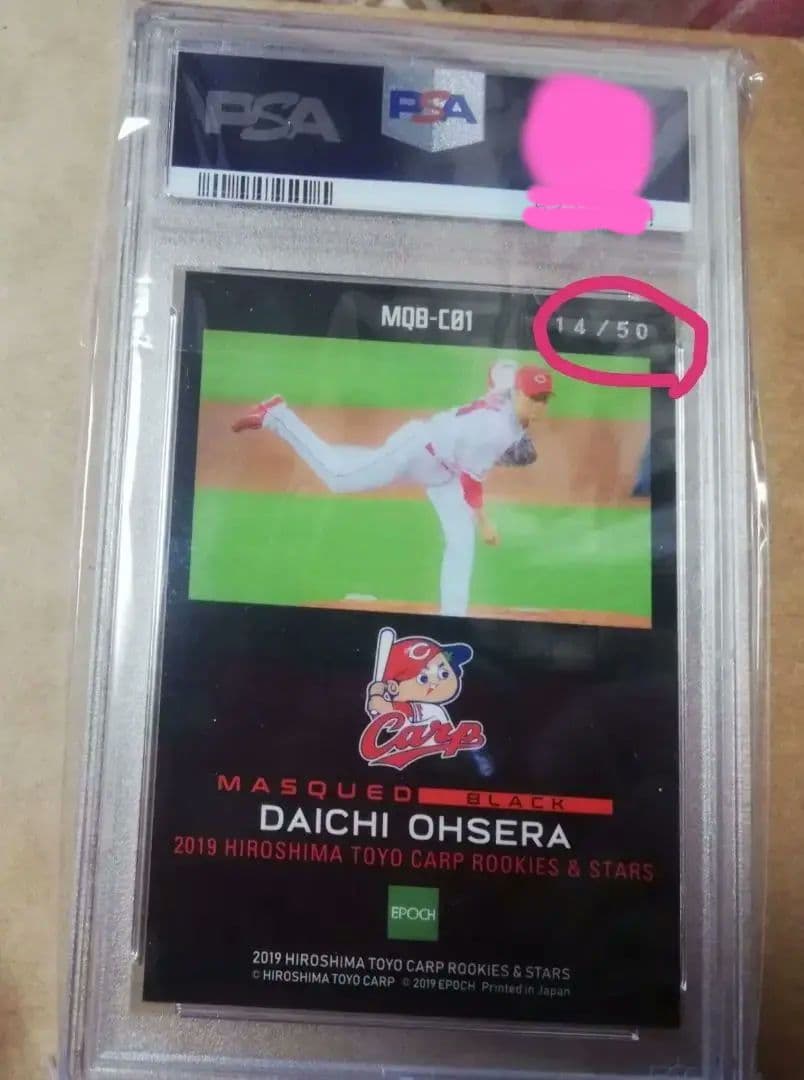 PSA PSA
MQB-C01 14/50
C
C
Carp
MASQUED BLACK
DAICHI OHSERA
2019 HIROSHIMA TOYO CARP ROOKIES & STARS
EPOCH
2019 HIROSHIMA TOYO CARP ROOKIES & STARS
© HIROSHIMA TOYO CARP © 2019 EPOCH Printed in Japan